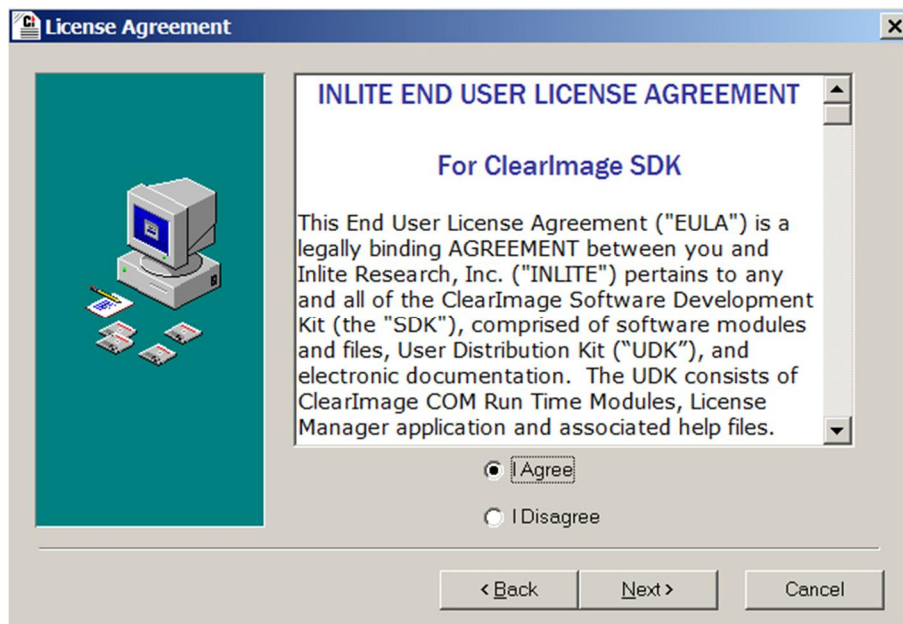 License Agreement
INLITE END USER LICENSE AGREEMENT
For ClearImage SDK
This End User License Agreement ("EULA") is a
legally binding AGREEMENT between you and
Inlite Research, Inc. ("INLITE") pertains to any
and all of the ClearImage Software Development
Kit (the "SDK"), comprised of software modules
and files, User Distribution Kit (“UDK”), and
electronic documentation.  The UDK consists of
ClearImage COM Run Time Modules, License
Manager application and associated help files.
I Agree
I Disagree
< Back
Next >
Cancel